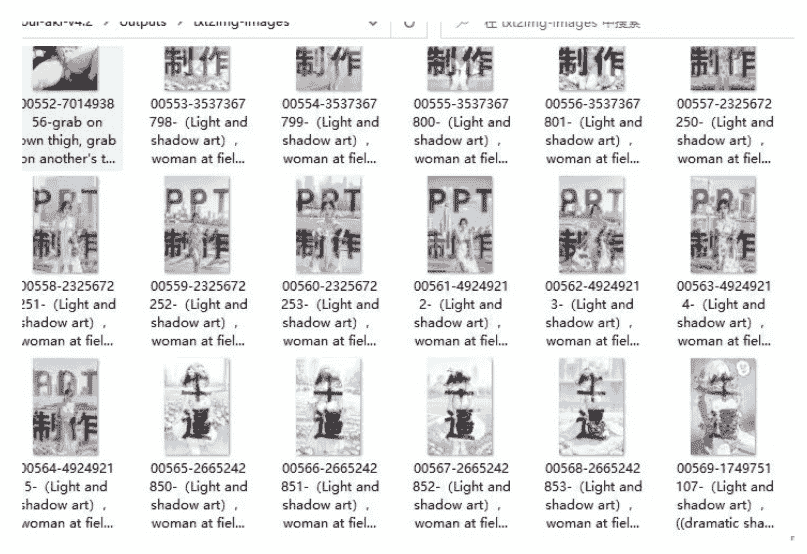 outputs > txt2img-images
在 txt2img-images 中搜索
制作
制作
制作
制作
制作
00552-7014938
56-grab on
own thigh, grab
on another's t...
00553-3537367
798-（Light and
shadow art），
woman at fiel...
00554-3537367
799-（Light and
shadow art），
woman at fiel...
00555-3537367
800-（Light and
shadow art），
woman at fiel...
00556-3537367
801-（Light and
shadow art），
woman at fiel...
00557-2325672
250-（Light and
shadow art），
woman at fiel...
PPT
制作
PPT
制作
PPT
制作
PPT
制作
PPT
制作
PPT
制作
00558-2325672
251-（Light and
shadow art），
woman at fiel...
00559-2325672
252-（Light and
shadow art），
woman at fiel...
00560-2325672
253-（Light and
shadow art），
woman at fiel...
00561-4924921
2-（Light and
shadow art），
woman at fiel...
00562-4924921
3-（Light and
shadow art），
woman at fiel...
00563-4924921
4-（Light and
shadow art），
woman at fiel...
PPT
制作
牛
逼
牛
逼
牛
逼
牛
逼
牛
逼
00564-4924921
5-（Light and
shadow art），
woman at fiel...
00565-2665242
850-（Light and
shadow art），
woman at fiel...
00566-2665242
851-（Light and
shadow art），
woman at fiel...
00567-2665242
852-（Light and
shadow art），
woman at fiel...
00568-2665242
853-（Light and
shadow art），
woman at fiel...
00569-1749751
107-（Light and
shadow art），
((dramatic sha...